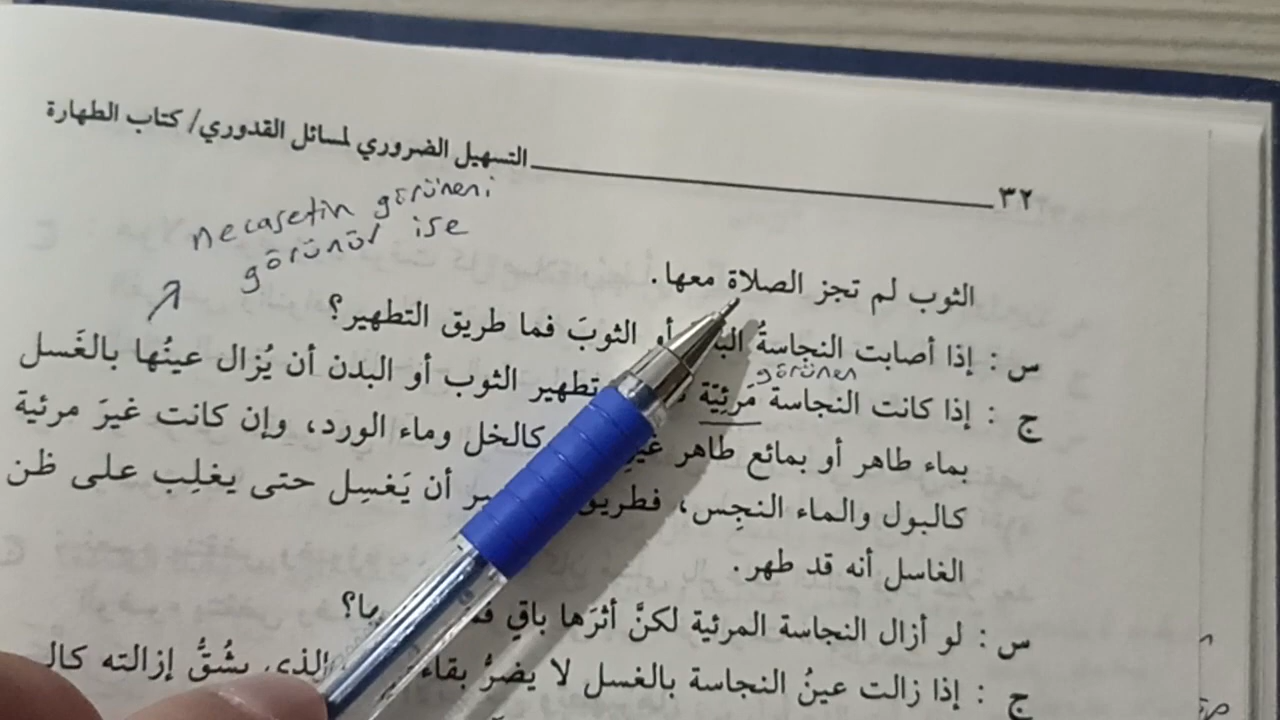 التسهيل الضروري لمسائل القدوري/ كتاب الطهارة
٣٢
necasetin görüneni
görünür ise
الثوب لم تجز الصلاة معها.
س : إذا أصابت النجاسةُ أو الثوبَ فما طريق التطهير؟
görünen
ج : إذا كانت النجاسة مَرئِيّة تطهير الثوب أو البدن أن يُزال عينُها بالغَسل
بماء طاهر أو بمائع طاهر كالخل وماء الورد، وإن كانت غيرَ مرئية
كالبول والماء النجِس، أن يَغسِل حتى يغلِب على ظن
الغاسل أنه قد طهر.
س : لو أزال النجاسة المرئية لكنَّ أثرَها باقٍ
ج : إذا زالت عينُ النجاسة بالغسل لا يضرُّ الذي يشُقُّ إزالته